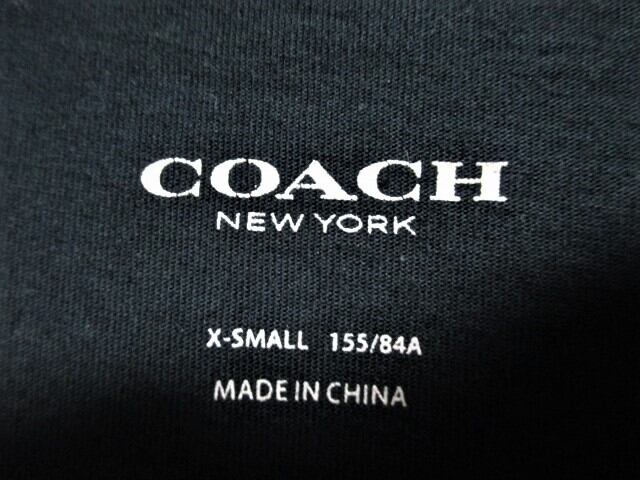 COACH
NEW YORK
X-SMALL 155/84A
MADE IN CHINA